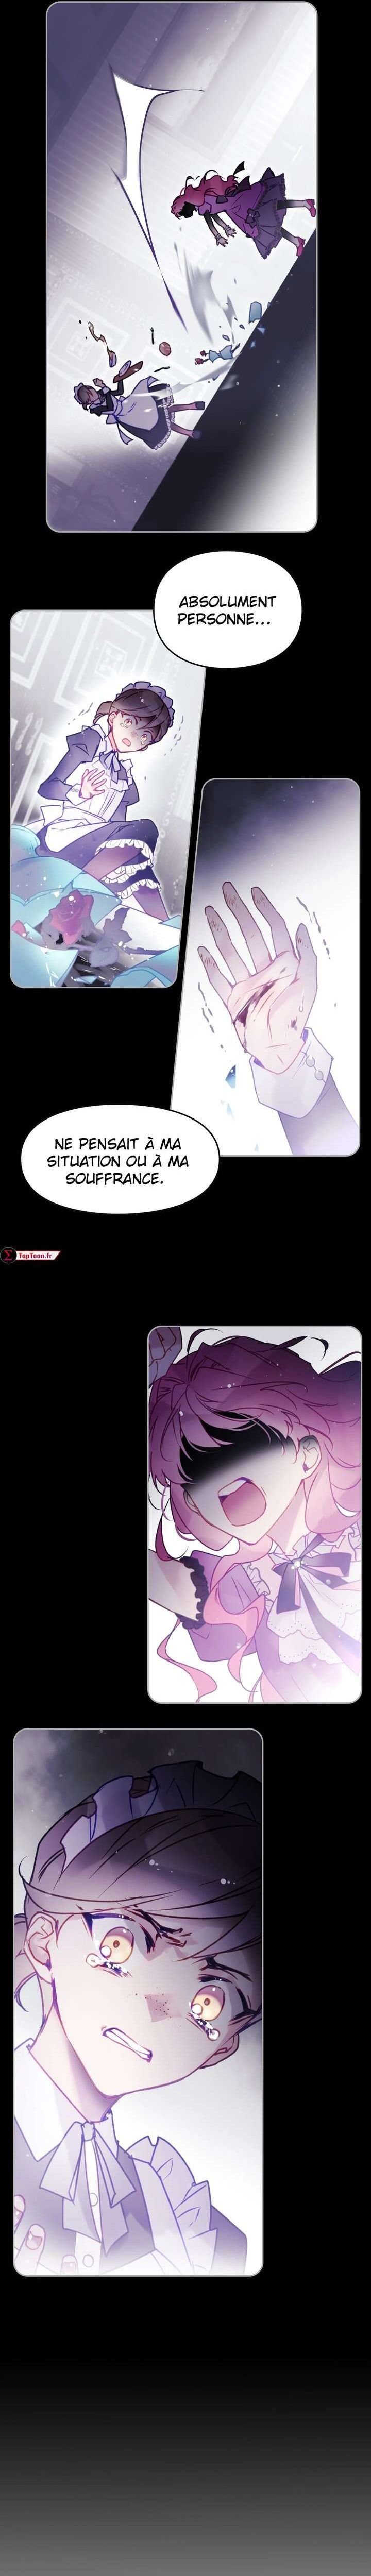 ABSOLUMENT
PERSONNE...
NE PENSAIT À MA
SITUATION OU À MA
SOUFFRANCE.
TopToon.fr